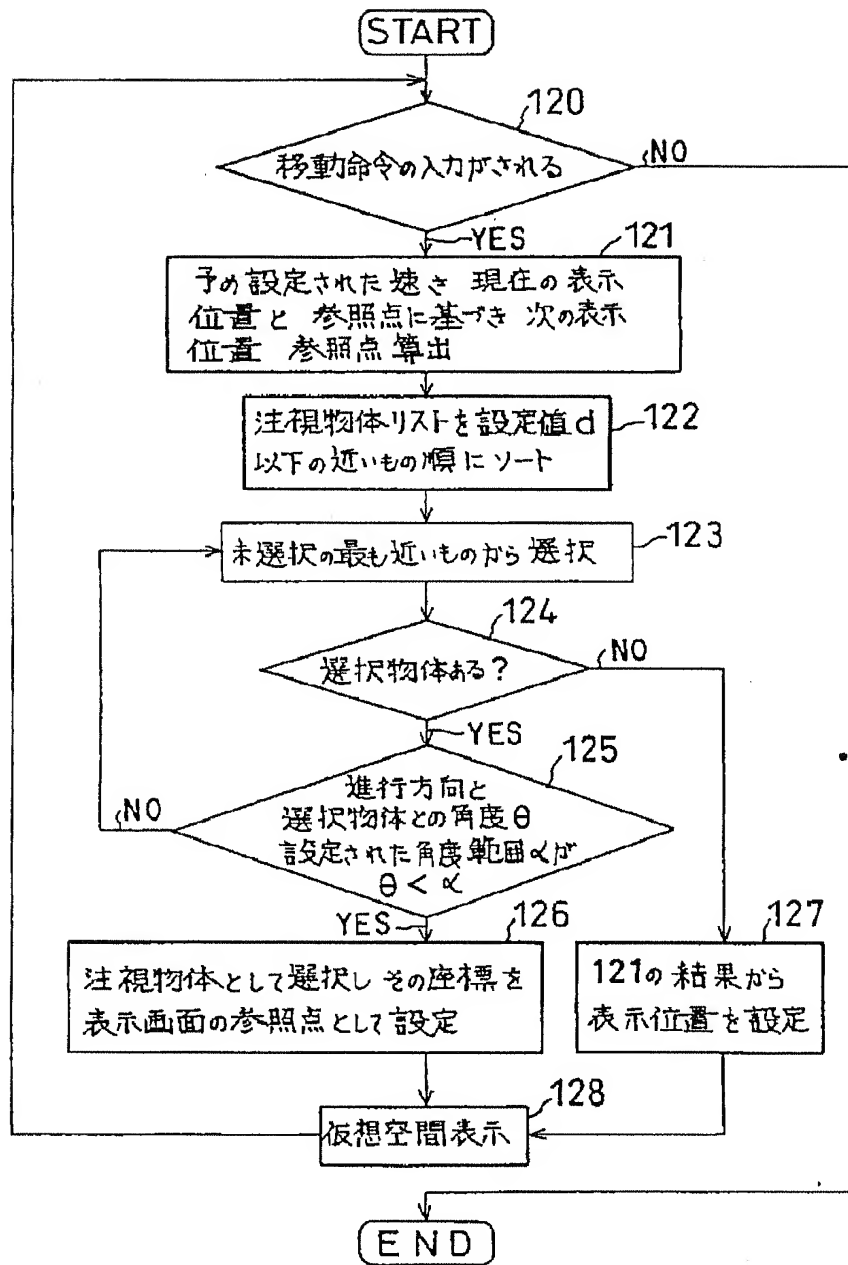 START
120
移動命令の入力がされる
NO
YES
121
予め設定された速さ 現在の表示
位置と 参照点に基づき 次の表示
位置 参照点算出
122
注視物体リストを設定値d
以下の近いもの順にソート
123
未選択の最も近いものから選択
124
選択物体ある?
NO
YES
125
進行方向と
選択物体との角度θ
設定された角度範囲αが
θ<α
NO
YES
126
注視物体として選択し その座標を
表示画面の参照点として設定
127
121の結果から
表示位置を設定
128
仮想空間表示
END